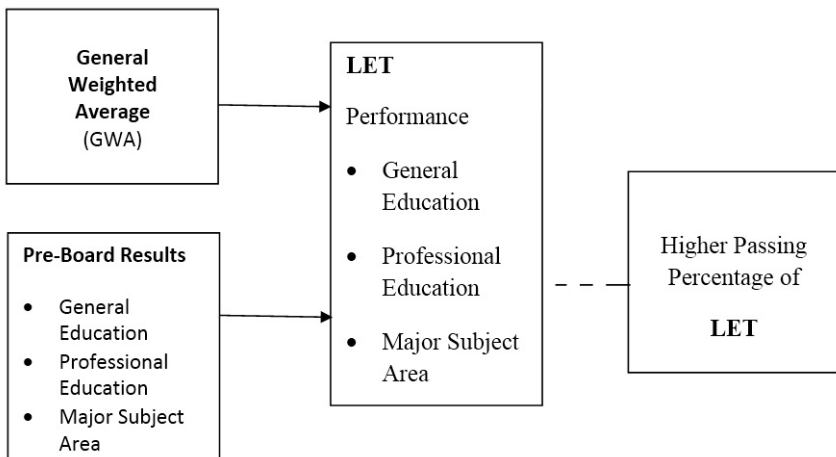 General
Weighted
Average
(GWA)
Pre-Board Results
• General
Education
• Professional
Education
• Major Subject
Area
LET
Performance
• General
Education
• Professional
Education
• Major Subject
Area
Higher Passing
Percentage of
LET